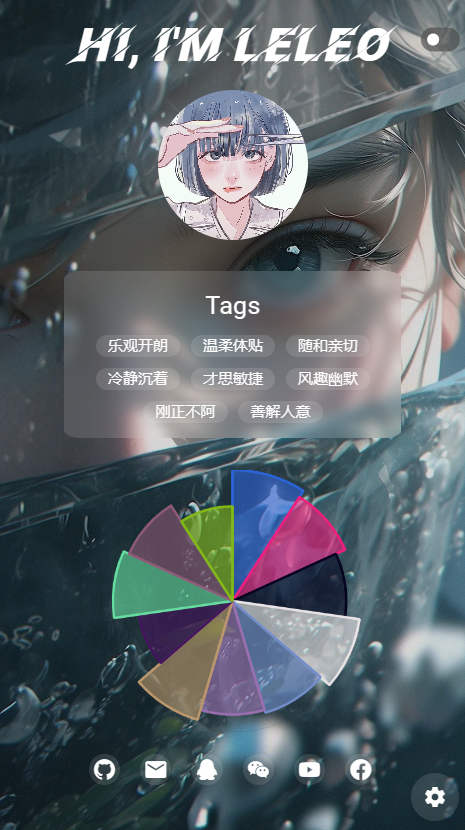 HI, I'M LELEO
Tags
乐观开朗 温柔体贴 随和亲切
冷静沉着 才思敏捷 风趣幽默
刚正不阿 善解人意